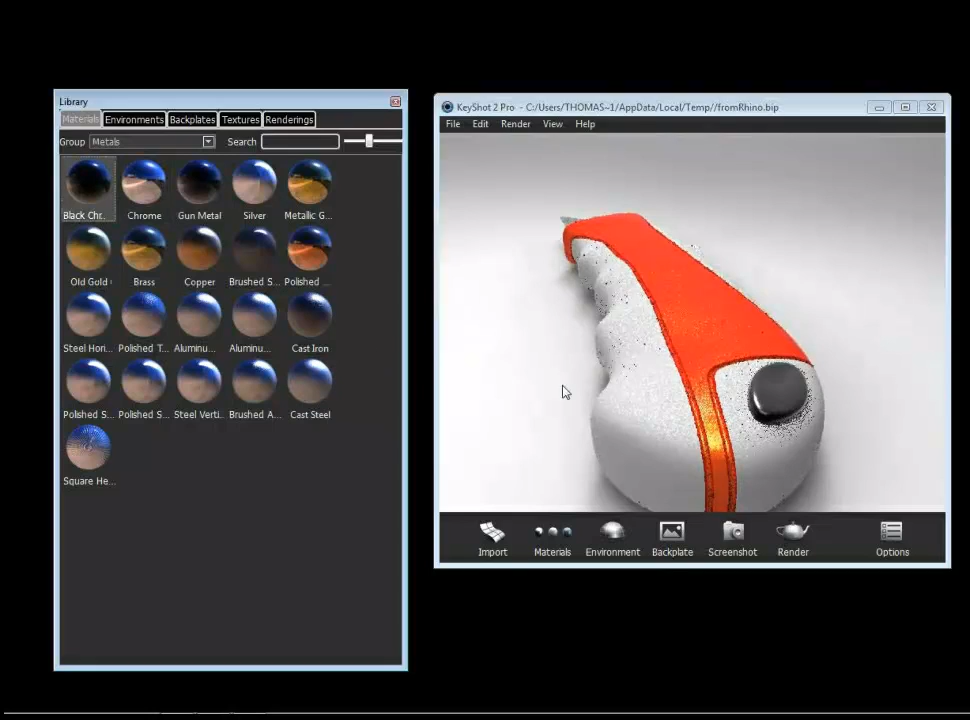 Library
Materials Environments Backplates Textures Renderings
Group Metals Search
Black Chr.. Chrome Gun Metal Silver Metallic G...
Old Gold Brass Copper Brushed S... Polished ...
Steel Hori... Polished T... Aluminu... Aluminu... Cast Iron
Polished S... Polished S... Steel Verti.. Brushed A... Cast Steel
Square He...
KeyShot 2 Pro - C:/Users/THOMAS~1/AppData/Local/Temp//fromRhino.bip
File Edit Render View Help
Import Materials Environment Backplate Screenshot Render Options